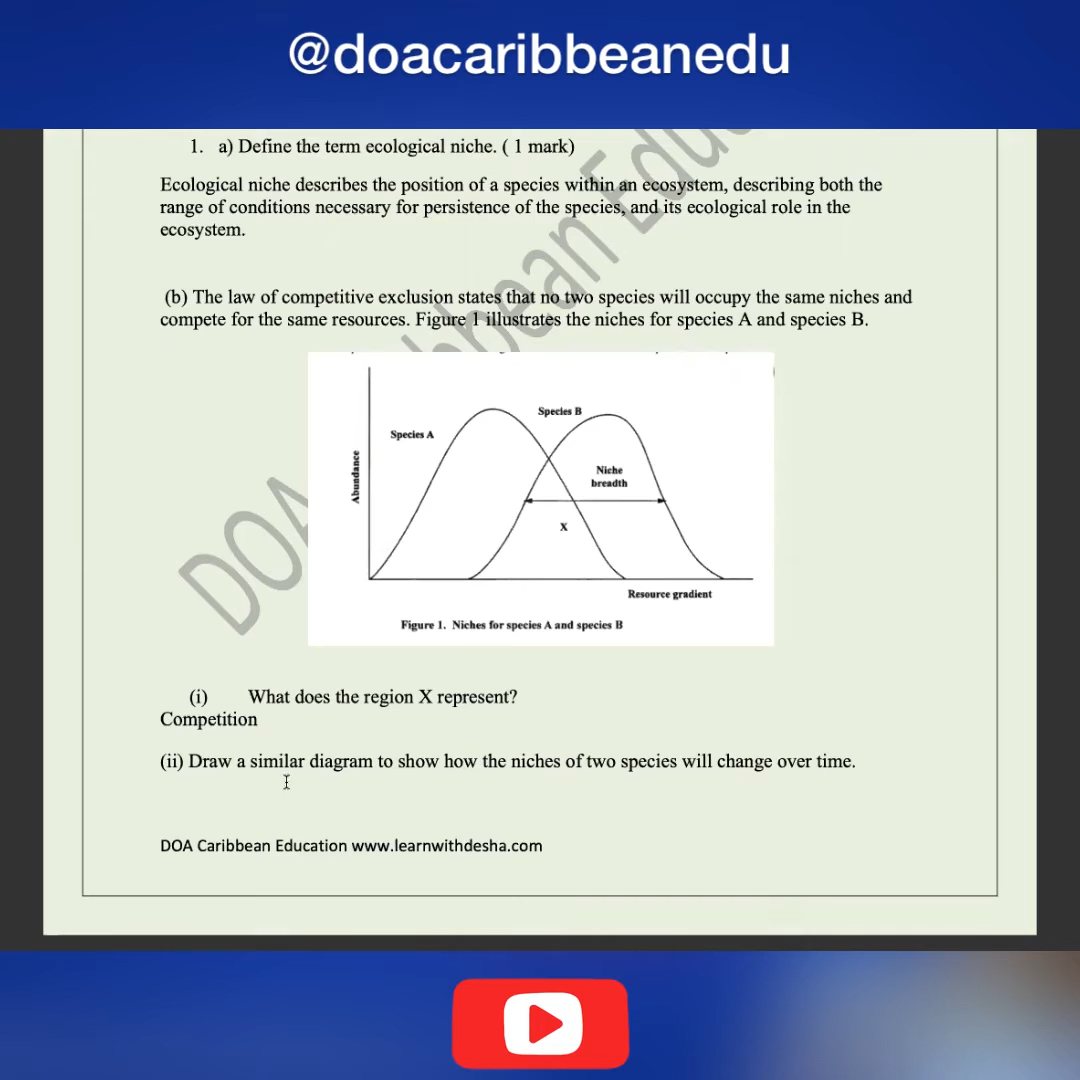 @doacaribbeanedu
1. a) Define the term ecological niche. ( 1 mark)
Ecological niche describes the position of a species within an ecosystem, describing both the
range of conditions necessary for persistence of the species, and its ecological role in the
ecosystem.
(b) The law of competitive exclusion states that no two species will occupy the same niches and
compete for the same resources. Figure 1 illustrates the niches for species A and species B.
Species B
Species A
Abundance
Niche
breadth
X
Resource gradient
Figure 1. Niches for species A and species B
(i) What does the region X represent?
Competition
(ii) Draw a similar diagram to show how the niches of two species will change over time.
DOA Caribbean Education www.learnwithdesha.com